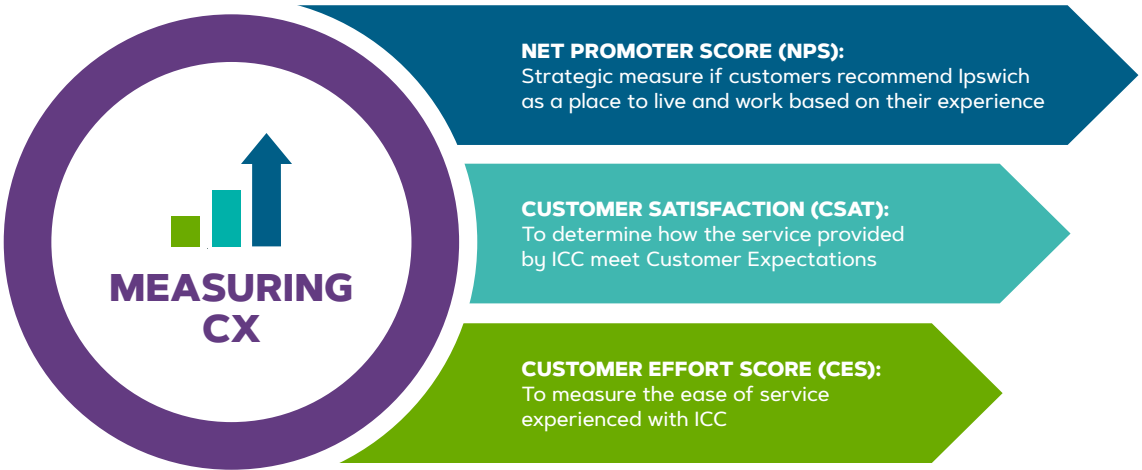 MEASURING
CX
NET PROMOTER SCORE (NPS):
Strategic measure if customers recommend Ipswich
as a place to live and work based on their experience
CUSTOMER SATISFACTION (CSAT):
To determine how the service provided
by ICC meet Customer Expectations
CUSTOMER EFFORT SCORE (CES):
To measure the ease of service
experienced with ICC